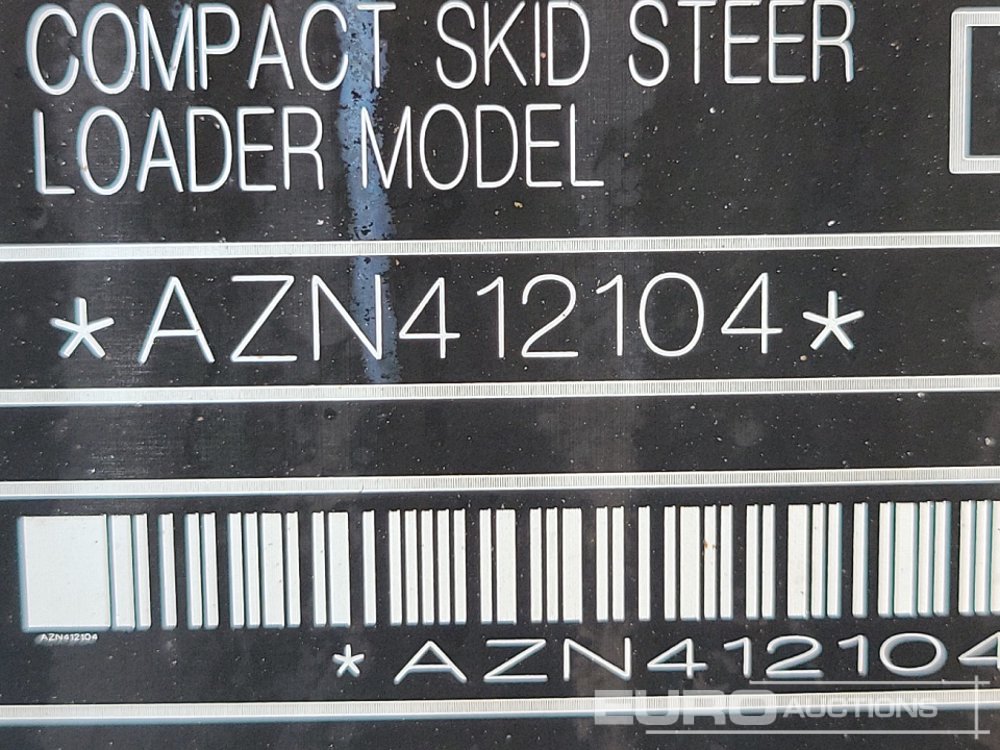 COMPACT SKID STEER
LOADER MODEL
*AZN412104*
AZN412104
*AZN412104
EURO AUCTIONS